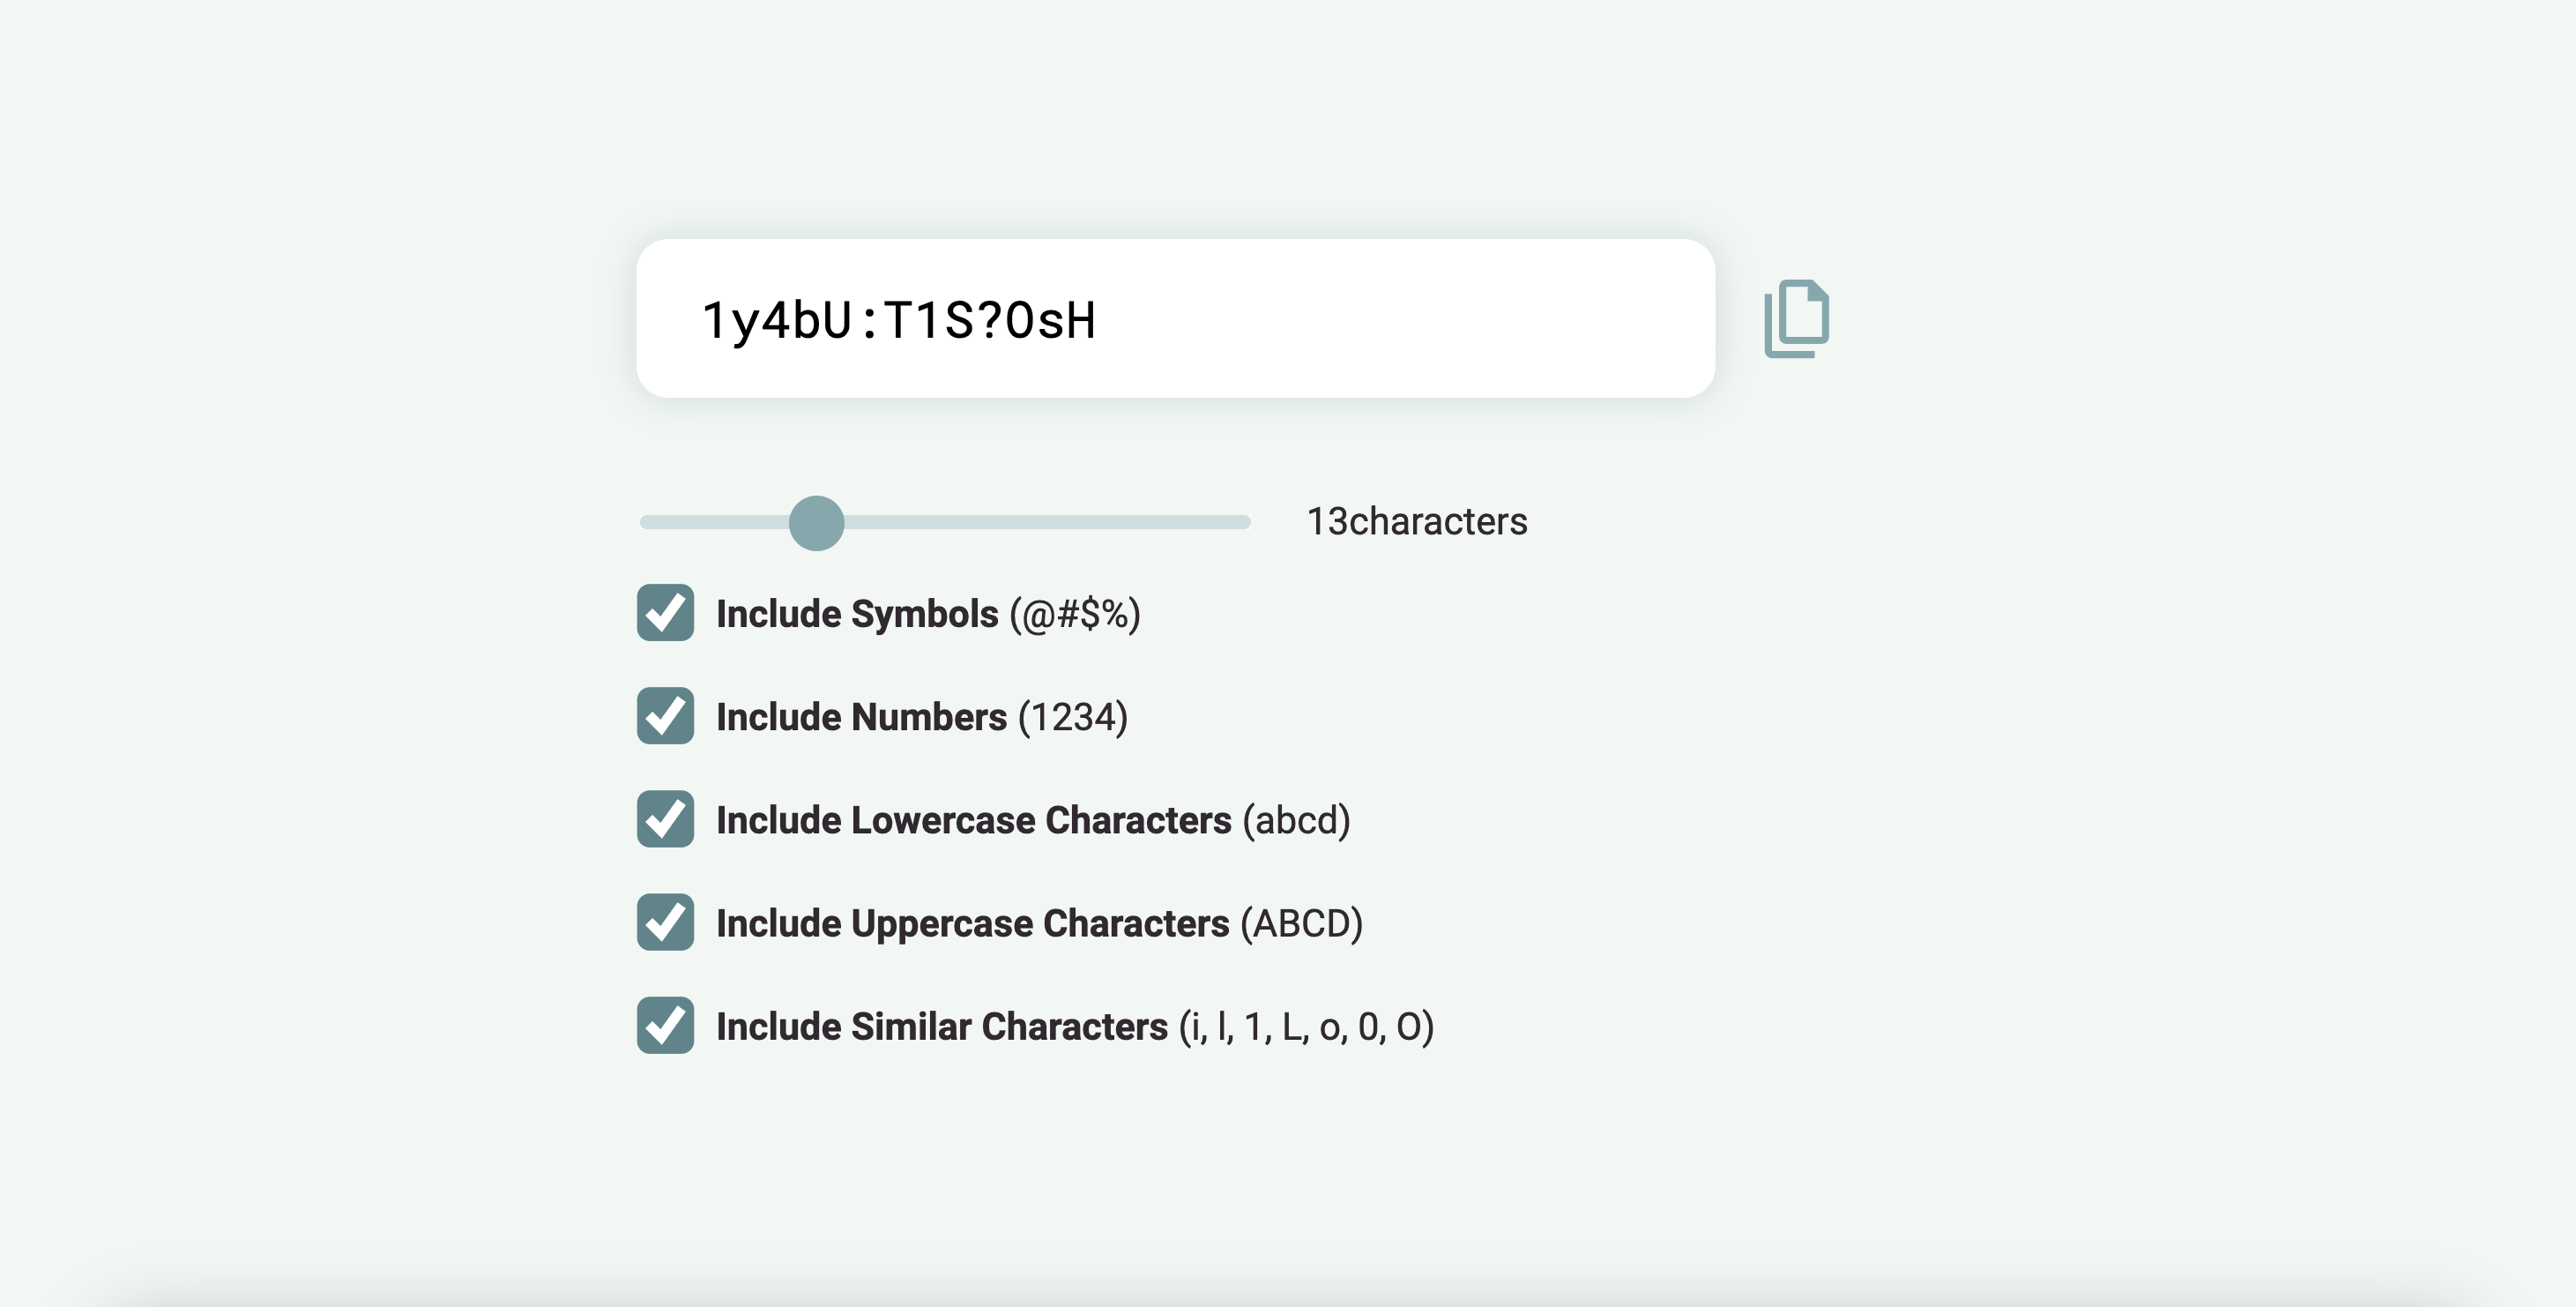 1y4bU:T1S?0sH
13characters
Include Symbols (@#$%)
Include Numbers (1234)
Include Lowercase Characters (abcd)
Include Uppercase Characters (ABCD)
Include Similar Characters (i, l, 1, L, o, 0, O)